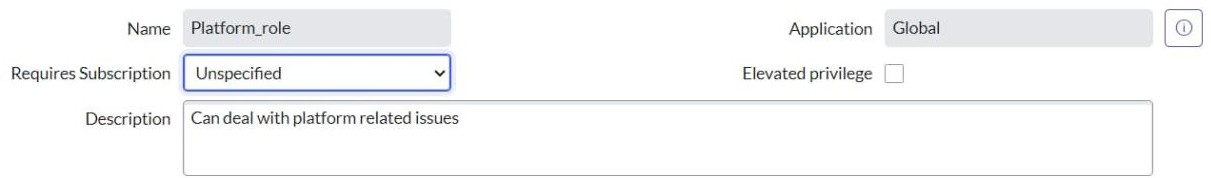 Name Platform_role Application Global
Requires Subscription Unspecified Elevated privilege
Description Can deal with platform related issues